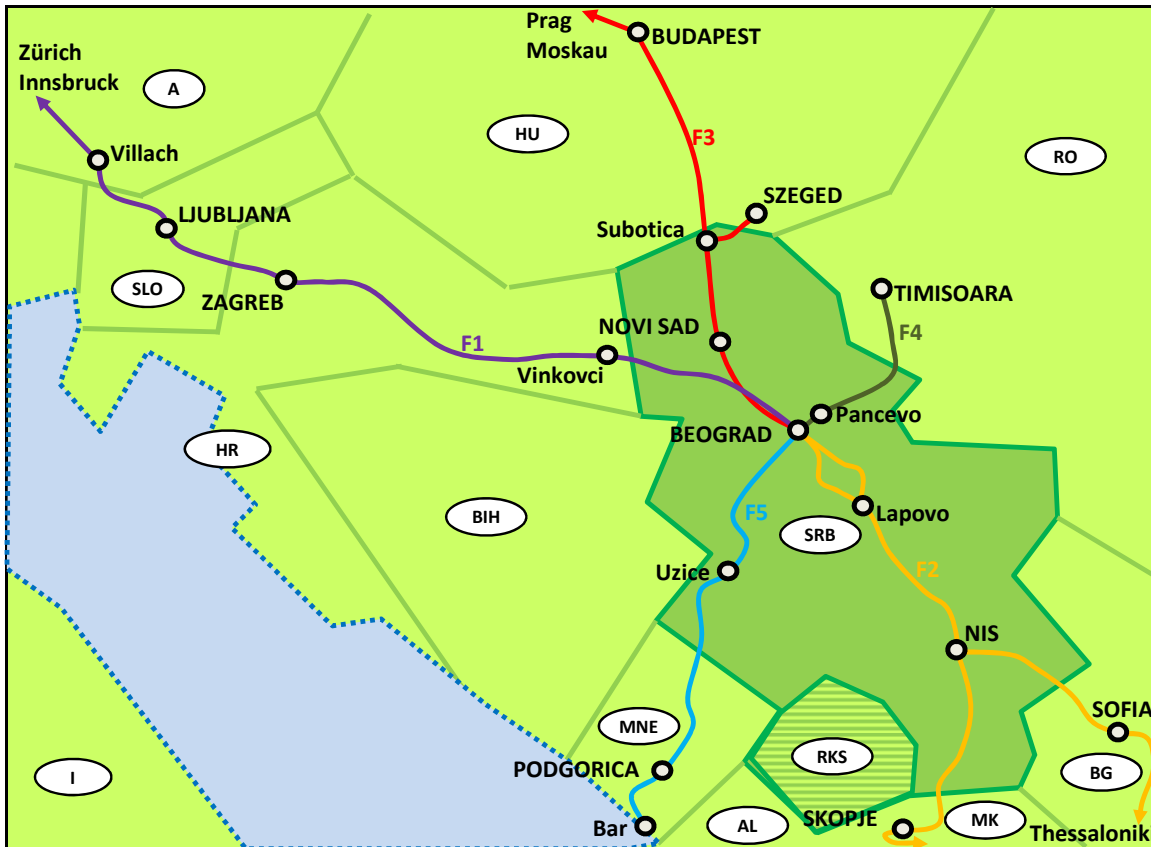 Prag
Moskau
BUDAPEST
Zürich
Innsbruck
A
HU
F3
RO
Villach
SZEGED
LJUBLJANA
Subotica
SLO
ZAGREB
TIMISOARA
NOVI SAD
F1
F4
Vinkovci
Pancevo
BEOGRAD
HR
BIH
F5
Lapovo
SRB
Uzice
F2
NIS
MNE
SOFIA
RKS
PODGORICA
I
BG
SKOPJE
Bar
AL
MK
Thessalonik